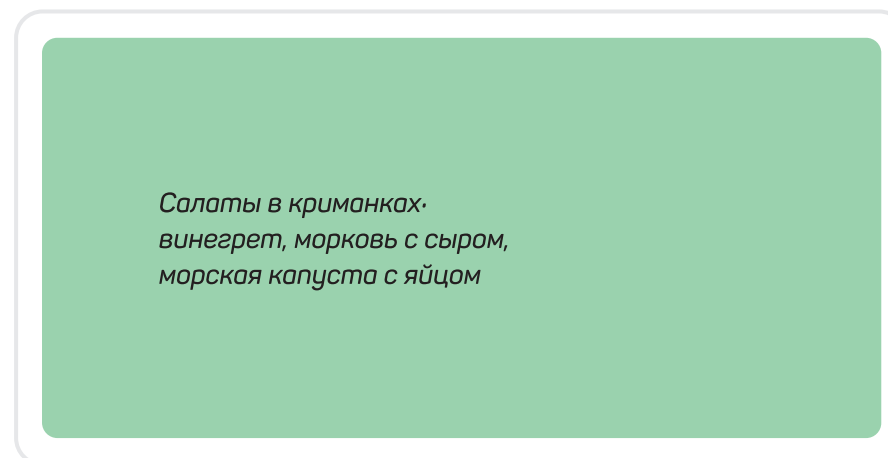 Салаты в криманках·
винегрет, морковь с сыром,
морская капуста с яйцом